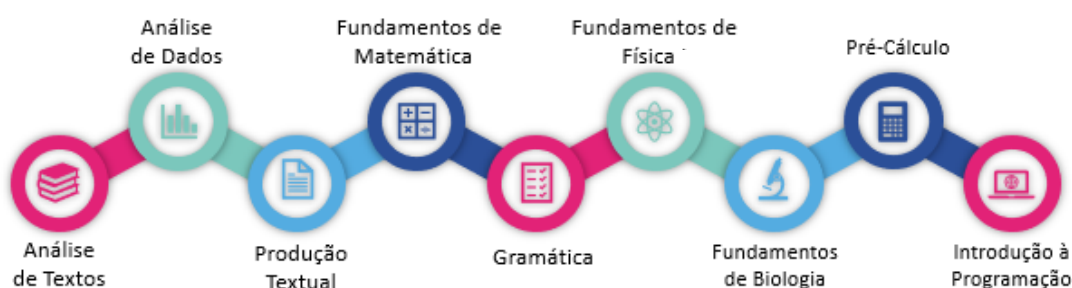 Análise
de Textos
Análise
de Dados
Produção
Textual
Fundamentos de
Matemática
Gramática
Fundamentos de
Física
Fundamentos
de Biologia
Pré-Cálculo
Introdução à
Programação